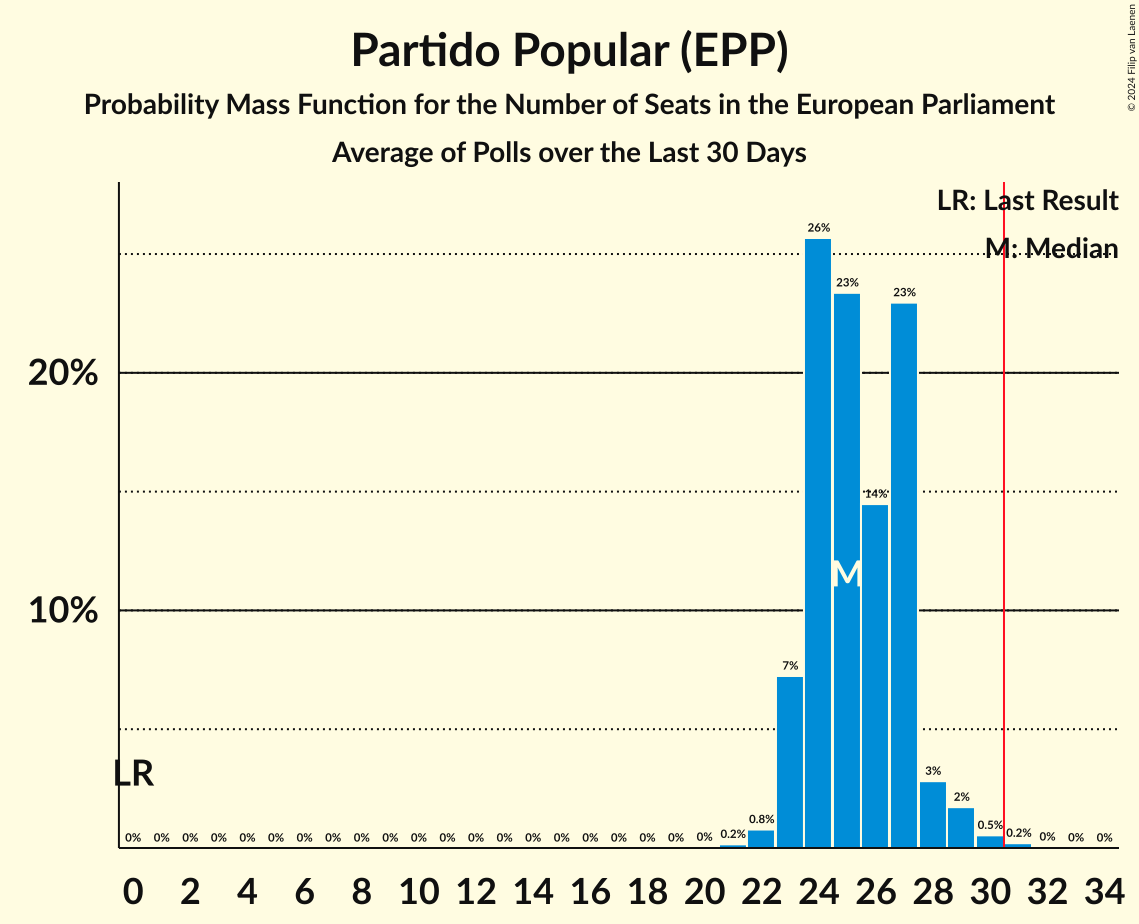 Partido Popular (EPP)
Probability Mass Function for the Number of Seats in the European Parliament
Average of Polls over the Last 30 Days
© 2024 Filip van Laenen
LR: Last Result
M: Median
26%
23%
23%
20%
14%
M
10%
7%
LR
3%
2%
0% 0% 0% 0% 0% 0% 0% 0% 0% 0% 0% 0% 0% 0% 0% 0% 0% 0% 0% 0% 0% 0.2% 0.8% 0.5% 0.2% 0% 0% 0%
0 2 4 6 8 10 12 14 16 18 20 22 24 26 28 30 32 34